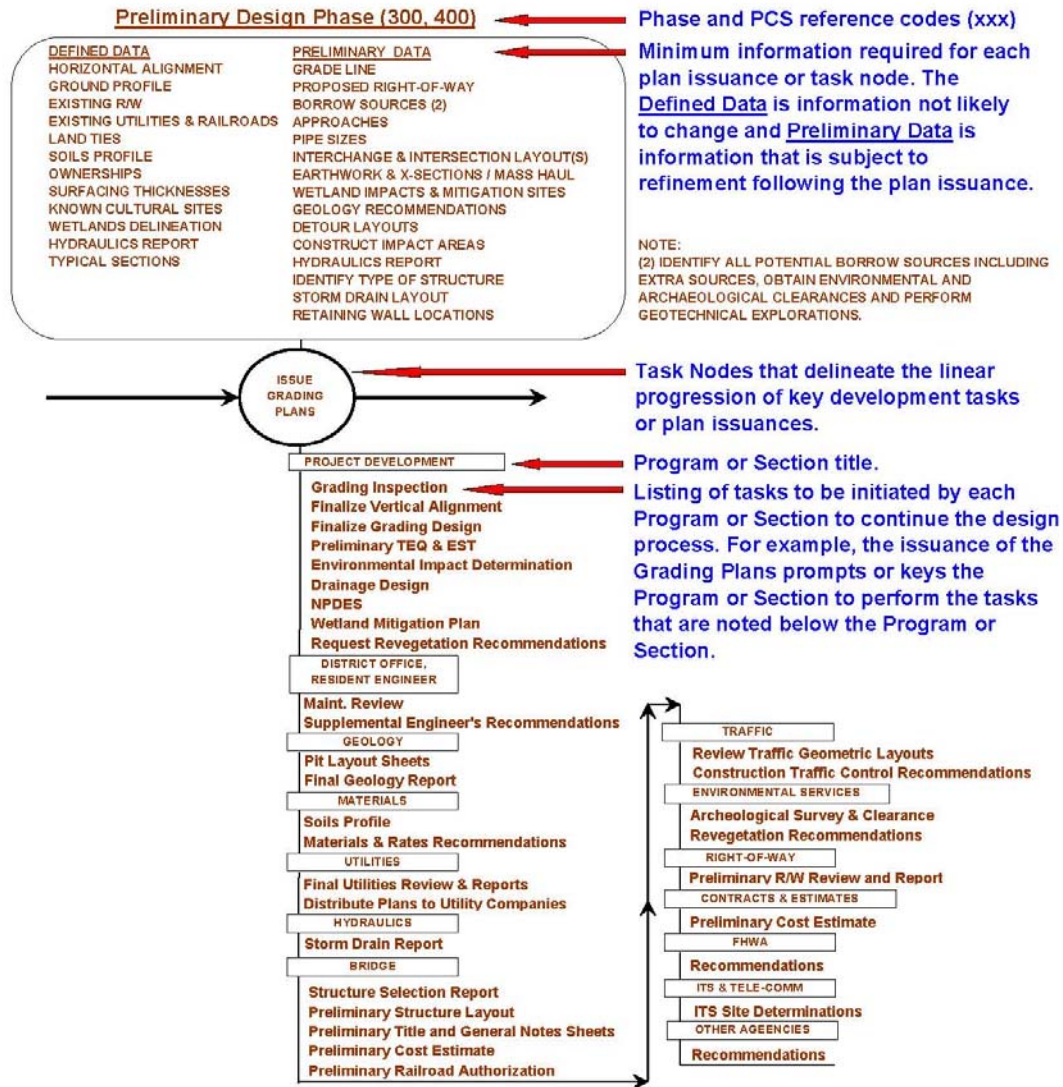 Preliminary Design Phase (300, 400)
Phase and PCS reference codes (xxx)
DEFINED DATA
HORIZONTAL ALIGNMENT
GROUND PROFILE
EXISTING R/W
EXISTING UTILITIES & RAILROADS
LAND TIES
SOILS PROFILE
OWNERSHIPS
SURFACING THICKNESSES
KNOWN CULTURAL SITES
WETLANDS DELINEATION
HYDRAULICS REPORT
TYPICAL SECTIONS
PRELIMINARY DATA
GRADE LINE
PROPOSED RIGHT-OF-WAY
BORROW SOURCES (2)
APPROACHES
PIPE SIZES
INTERCHANGE & INTERSECTION LAYOUT(S)
EARTHWORK & X-SECTIONS / MASS HAUL
WETLAND IMPACTS & MITIGATION SITES
GEOLOGY RECOMMENDATIONS
DETOUR LAYOUTS
CONSTRUCT IMPACT AREAS
HYDRAULICS REPORT
IDENTIFY TYPE OF STRUCTURE
STORM DRAIN LAYOUT
RETAINING WALL LOCATIONS
Minimum information required for each
plan issuance or task node. The
Defined Data is information not likely
to change and Preliminary Data is
information that is subject to
refinement following the plan issuance.
NOTE:
(2) IDENTIFY ALL POTENTIAL BORROW SOURCES INCLUDING
EXTRA SOURCES, OBTAIN ENVIRONMENTAL AND
ARCHAEOLOGICAL CLEARANCES AND PERFORM
GEOTECHNICAL EXPLORATIONS.
ISSUE
GRADING
PLANS
Task Nodes that delineate the linear
progression of key development tasks
or plan issuances.
PROJECT DEVELOPMENT
Program or Section title.
Grading Inspection
Finalize Vertical Alignment
Finalize Grading Design
Preliminary TEQ & EST
Environmental Impact Determination
Drainage Design
NPDES
Wetland Mitigation Plan
Request Revegetation Recommendations
Listing of tasks to be initiated by each
Program or Section to continue the design
process. For example, the issuance of the
Grading Plans prompts or keys the
Program or Section to perform the tasks
that are noted below the Program or
Section.
DISTRICT OFFICE,
RESIDENT ENGINEER
Maint. Review
Supplemental Engineer's Recommendations
GEOLOGY
Pit Layout Sheets
Final Geology Report
MATERIALS
Soils Profile
Materials & Rates Recommendations
UTILITIES
Final Utilities Review & Reports
Distribute Plans to Utility Companies
HYDRAULICS
Storm Drain Report
BRIDGE
Structure Selection Report
Preliminary Structure Layout
Preliminary Title and General Notes Sheets
Preliminary Cost Estimate
Preliminary Railroad Authorization
TRAFFIC
Review Traffic Geometric Layouts
Construction Traffic Control Recommendations
ENVIRONMENTAL SERVICES
Archeological Survey & Clearance
Revegetation Recommendations
RIGHT-OF-WAY
Preliminary R/W Review and Report
CONTRACTS & ESTIMATES
Preliminary Cost Estimate
FHWA
Recommendations
ITS & TELE-COMM
ITS Site Determinations
OTHER AGEENCIES
Recommendations